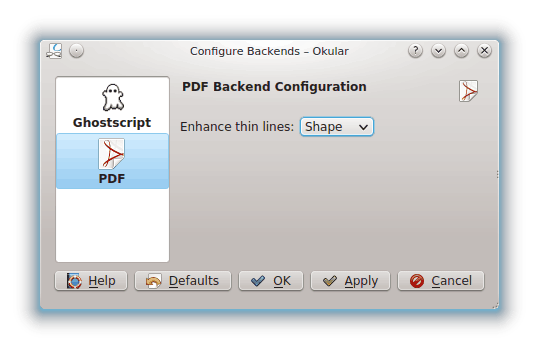 Configure Backends – Okular
Ghostscript
PDF
PDF Backend Configuration
Enhance thin lines: Shape
Help Defaults OK Apply Cancel